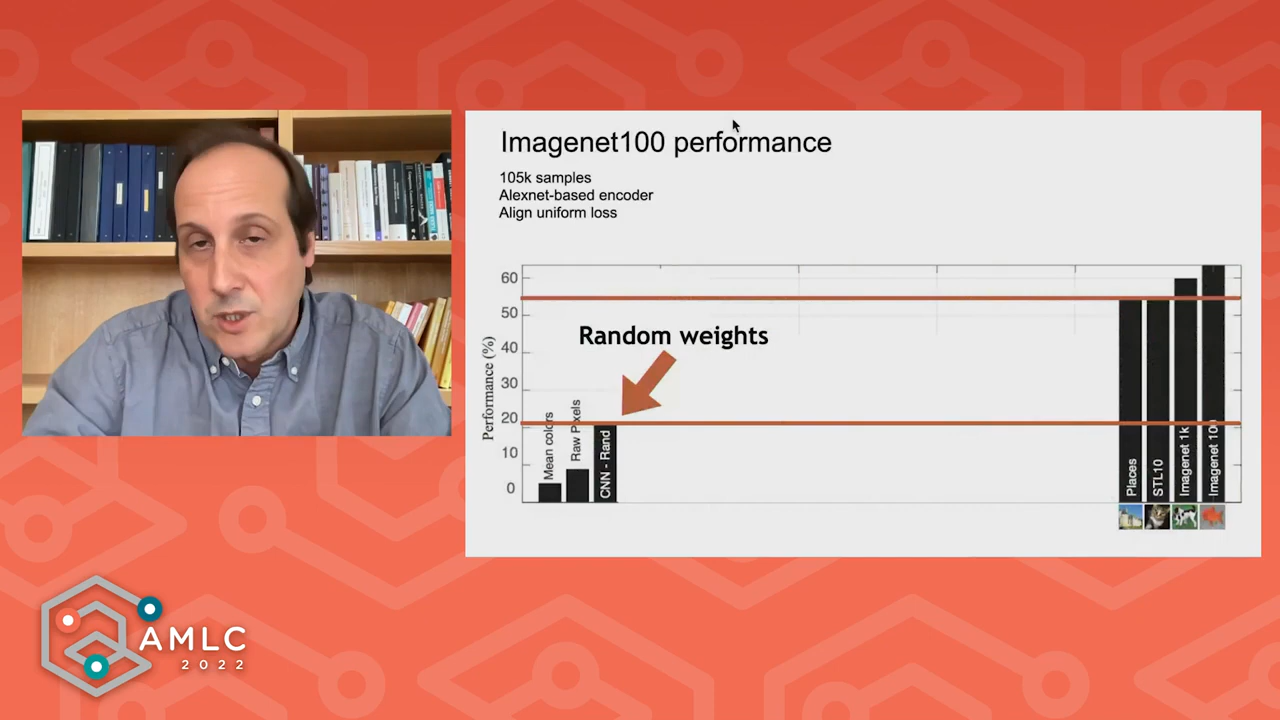 Imagenet100 performance
105k samples
Alexnet-based encoder
Align uniform loss
Performance (%)
60
50
40
30
20
10
0
Random weights
Mean colors
Raw Pixels
CNN - Rand
Places
STL10
Imagenet 1k
Imagenet 100
AMLC
2022